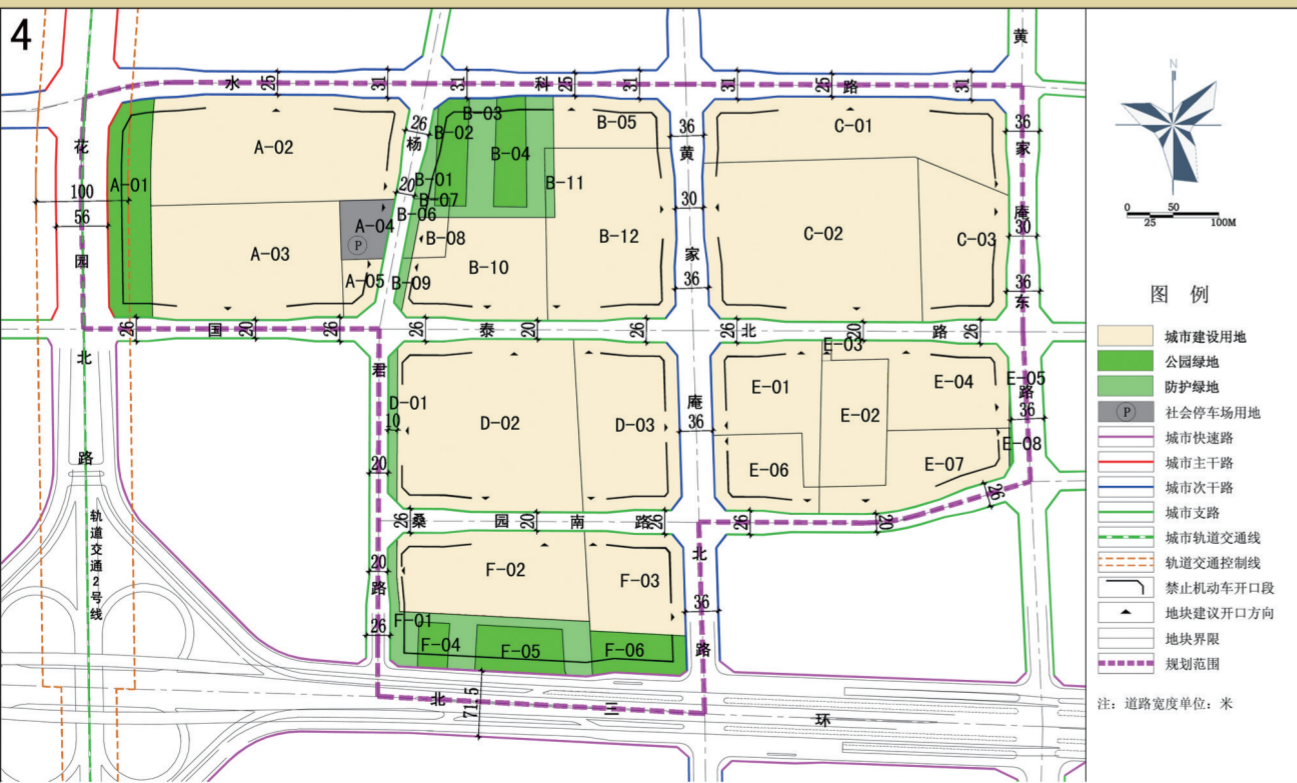 4
水 25 31 31 科 25 31 31 25 路 31 黄
花 园 北 路
100
56
A-01
A-02
A-03
A-04
P
A-05
26
杨
20
B-01
B-02
B-03
B-04
B-05
B-06
B-07
B-08
B-09
B-10
B-11
B-12
36
黄
30
家
36
C-01
C-02
C-03
36
家
庵
30
36
东
26 国 20 26 26 泰 20 26 26 北 20 路 26
君
D-01
10
D-02
D-03
20
庵
36
E-01
E-02
E-03
E-04
E-05
路
36
E-06
E-07
E-08
26
26 桑 园 20 南 路 26 26 20
轨道交通2号线
20
路
26
F-01
F-02
F-03
F-04
F-05
F-06
北
36
路
71.5
北 三 环
N
0 50
25 100M
图 例
城市建设用地
公园绿地
防护绿地
P 社会停车场用地
城市快速路
城市主干路
城市次干路
城市支路
城市轨道交通线
轨道交通控制线
禁止机动车开口段
地块建议开口方向
地块界限
规划范围
注：道路宽度单位：米